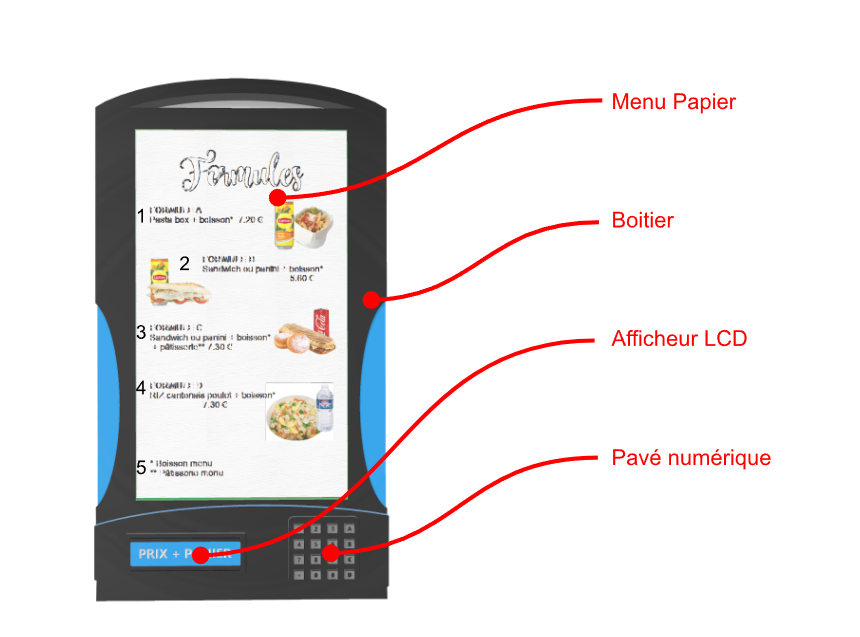 Menu Papier
Formules
1 FORMULE A
Pasta box + boisson* 7.20 €
Boitier
2 FORMULE B
Sandwich ou panini + boisson*
5.60 €
3 FORMULE C
Sandwich ou panini + boisson*
+ pâtisserie** 7.30 €
Afficheur LCD
4 FORMULE D
RIZ cantonais poulet + boisson*
7.30 €
Pavé numérique
5 * Boisson menu
** Pâtisserie menu
PRIX + PANIER